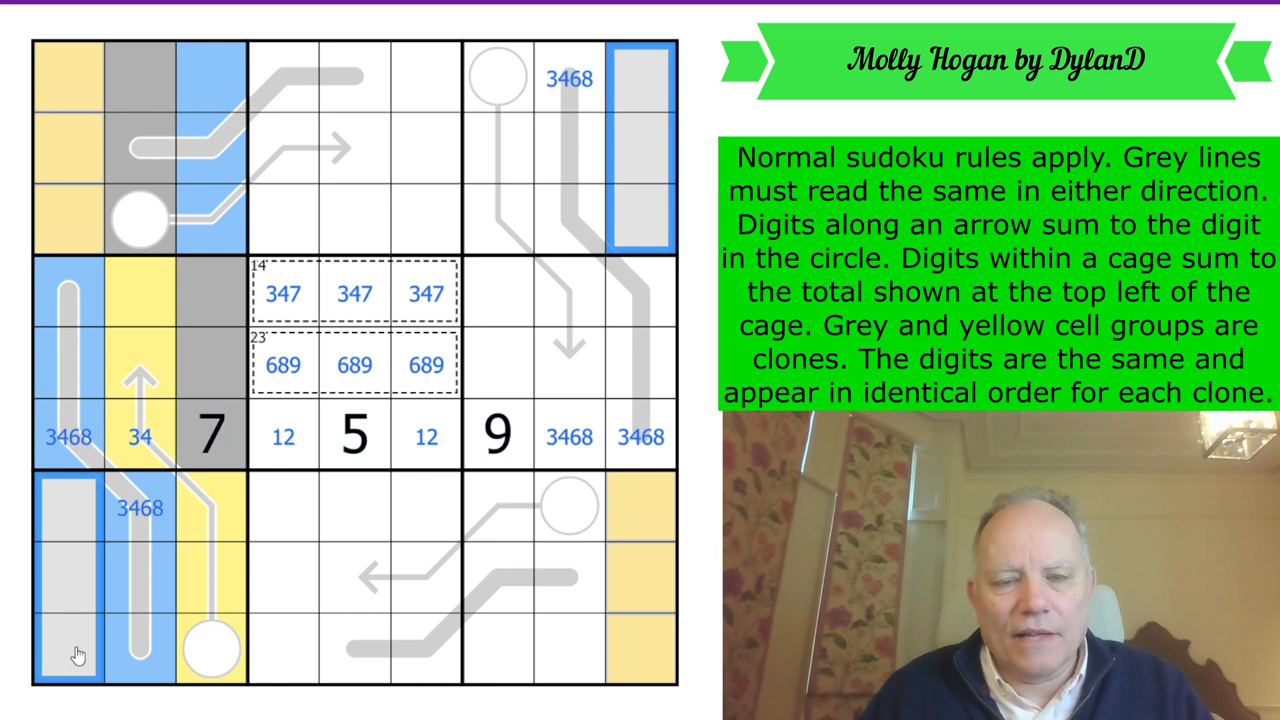 Molly Hogan by DylanD
Normal sudoku rules apply. Grey lines
must read the same in either direction.
Digits along an arrow sum to the digit
in the circle. Digits within a cage sum to
the total shown at the top left of the
cage. Grey and yellow cell groups are
clones. The digits are the same and
appear in identical order for each clone.
3468
14
347 347 347
23
689 689 689
3468 34 7 12 5 12 9 3468 3468
3468